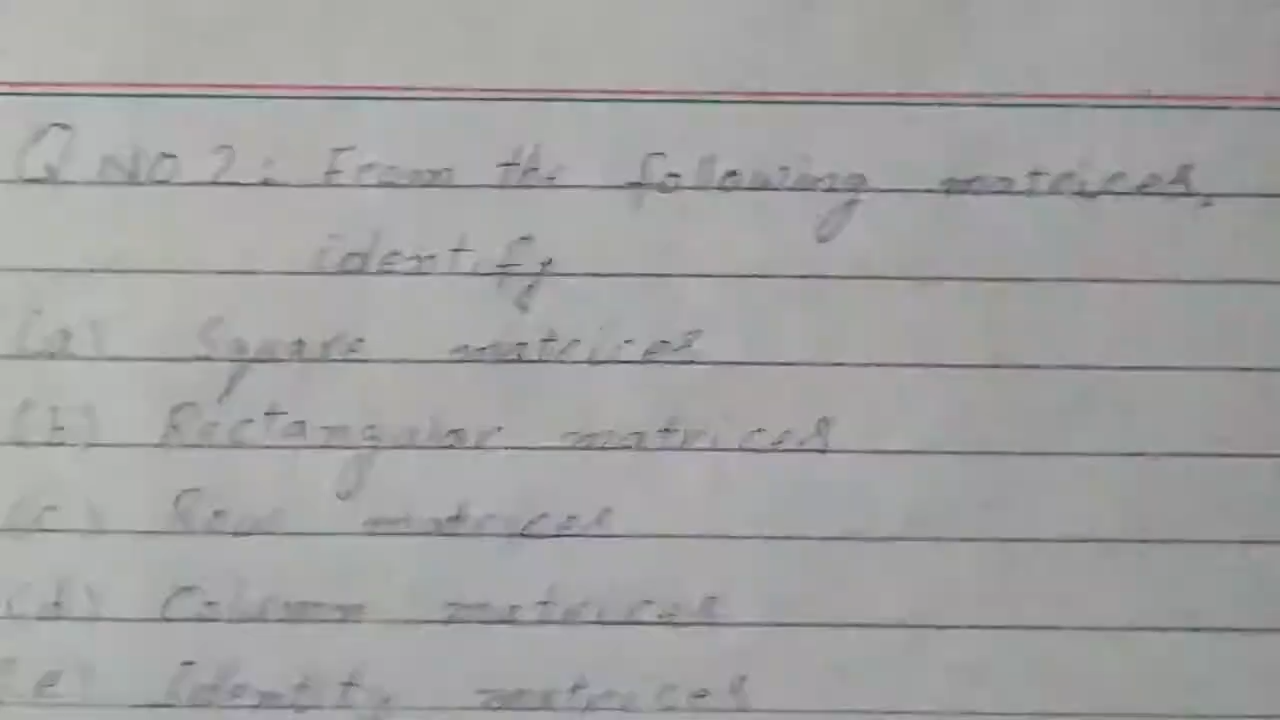 Q NO 2: From the following matrices,
identify
(a) Square matrices
(b) Rectangular matrices
(c) Row matrices
(d) Column matrices
(e) Identity matrices